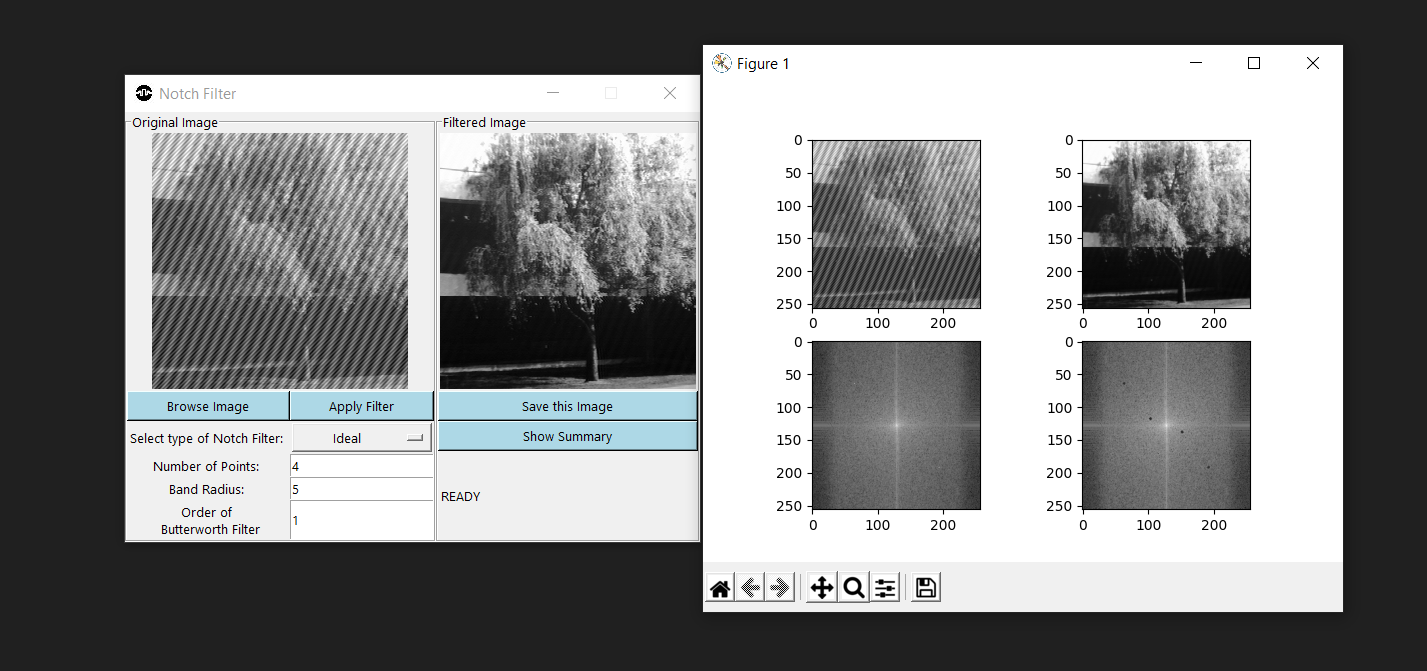 Notch Filter
Original Image
Filtered Image
Browse Image
Apply Filter
Save this Image
Select type of Notch Filter:
Ideal
Show Summary
Number of Points:
4
Band Radius:
5
READY
Order of
Butterworth Filter
1
Figure 1
0
50
100
150
200
250
0 100 200
0
50
100
150
200
250
0 100 200
0
50
100
150
200
250
0 100 200
0
50
100
150
200
250
0 100 200